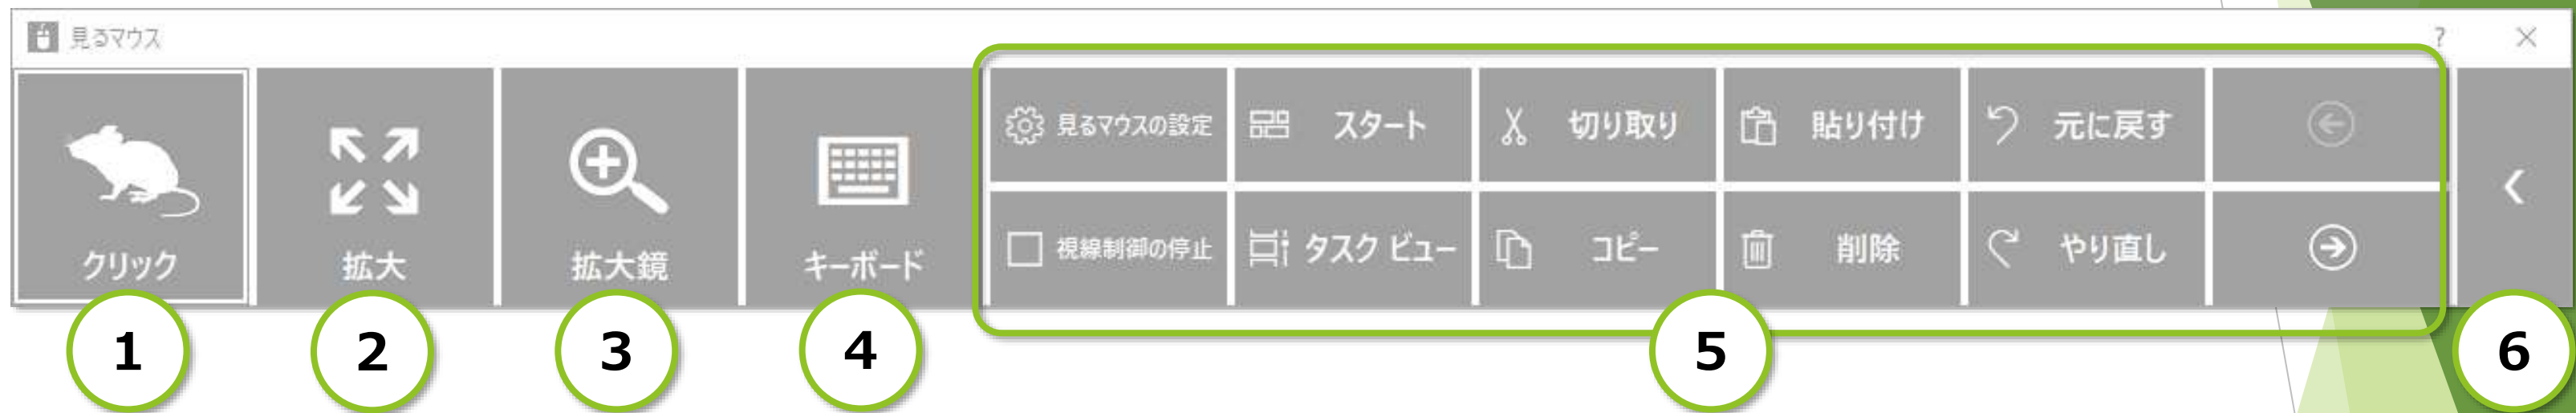 見るマウス
?
クリック
拡大
拡大鏡
キーボード
見るマウスの設定
スタート
切り取り
貼り付け
元に戻す
視線制御の停止
タスク ビュー
コピー
削除
やり直し
1
2
3
4
5
6